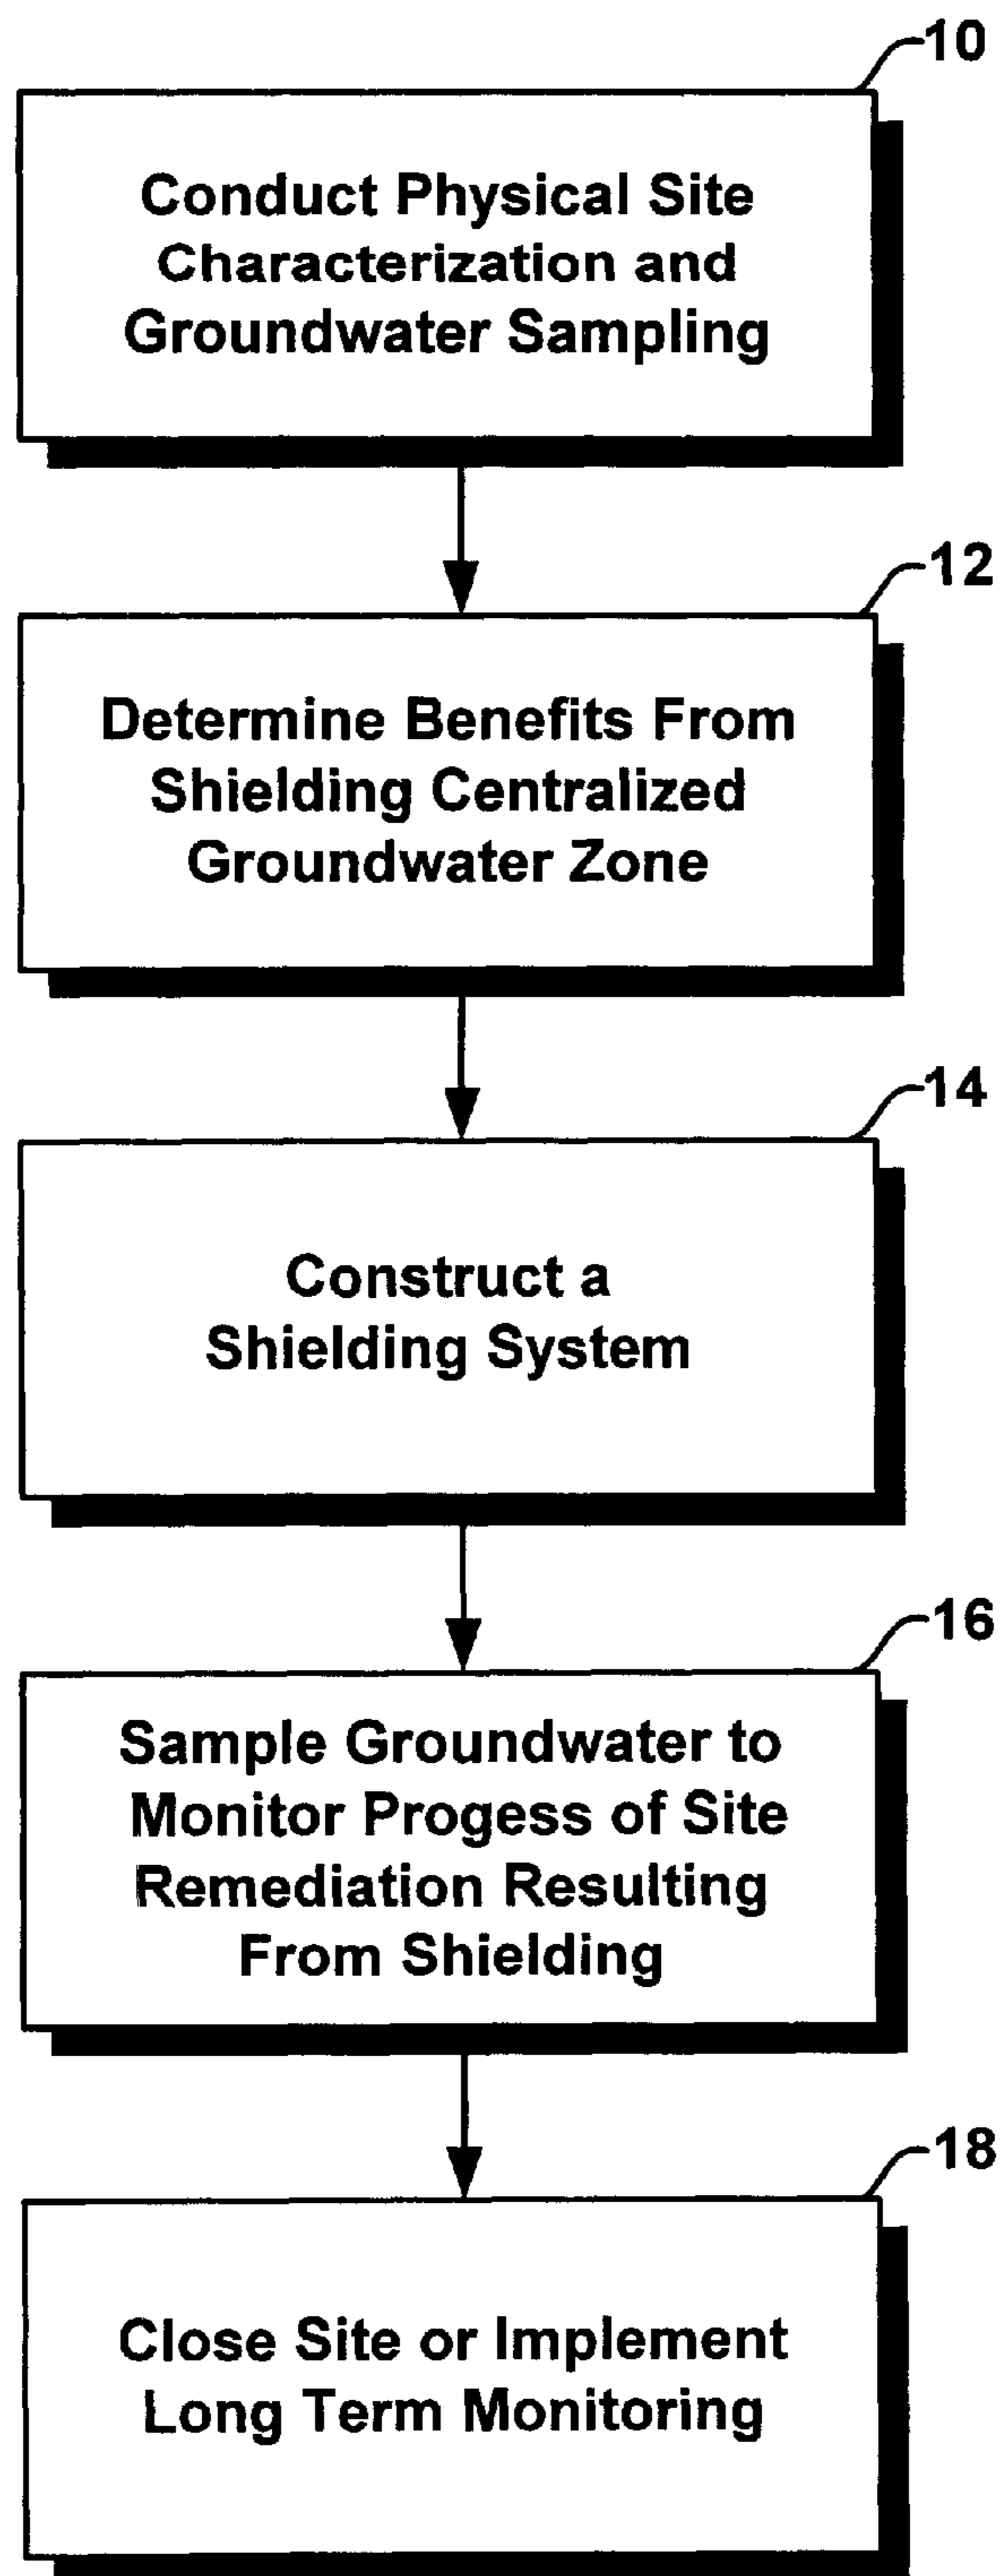 10
Conduct Physical Site
Characterization and
Groundwater Sampling
12
Determine Benefits From
Shielding Centralized
Groundwater Zone
14
Construct a
Shielding System
16
Sample Groundwater to
Monitor Progess of Site
Remediation Resulting
From Shielding
18
Close Site or Implement
Long Term Monitoring